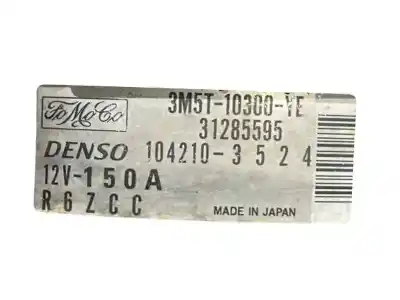 FoMoCo
3M5T-10300-YE
31285595
DENSO 104210-3524
12V-150A
R6ZCC
MADE IN JAPAN